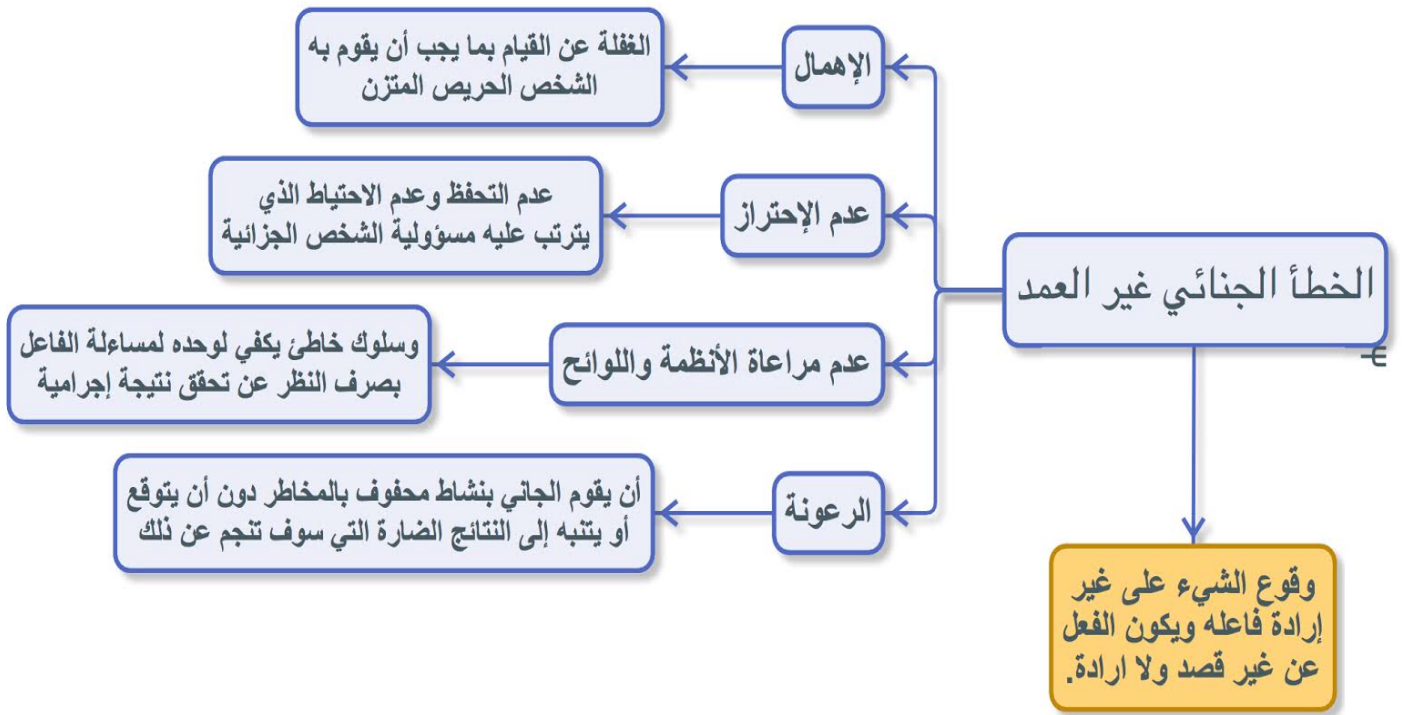 الخطأ الجنائي غير العمد
وقوع الشيء على غير
إرادة فاعله ويكون الفعل
عن غير قصد ولا ارادة.
الإهمال
الغفلة عن القيام بما يجب أن يقوم به
الشخص الحريص المتزن
عدم الإحتراز
عدم التحفظ وعدم الاحتياط الذي
يترتب عليه مسؤولية الشخص الجزائية
عدم مراعاة الأنظمة واللوائح
وسلوك خاطئ يكفي لوحده لمساءلة الفاعل
بصرف النظر عن تحقق نتيجة إجرامية
الرعونة
أن يقوم الجاني بنشاط محفوف بالمخاطر دون أن يتوقع
أو يتنبه إلى النتائج الضارة التي سوف تنجم عن ذلك